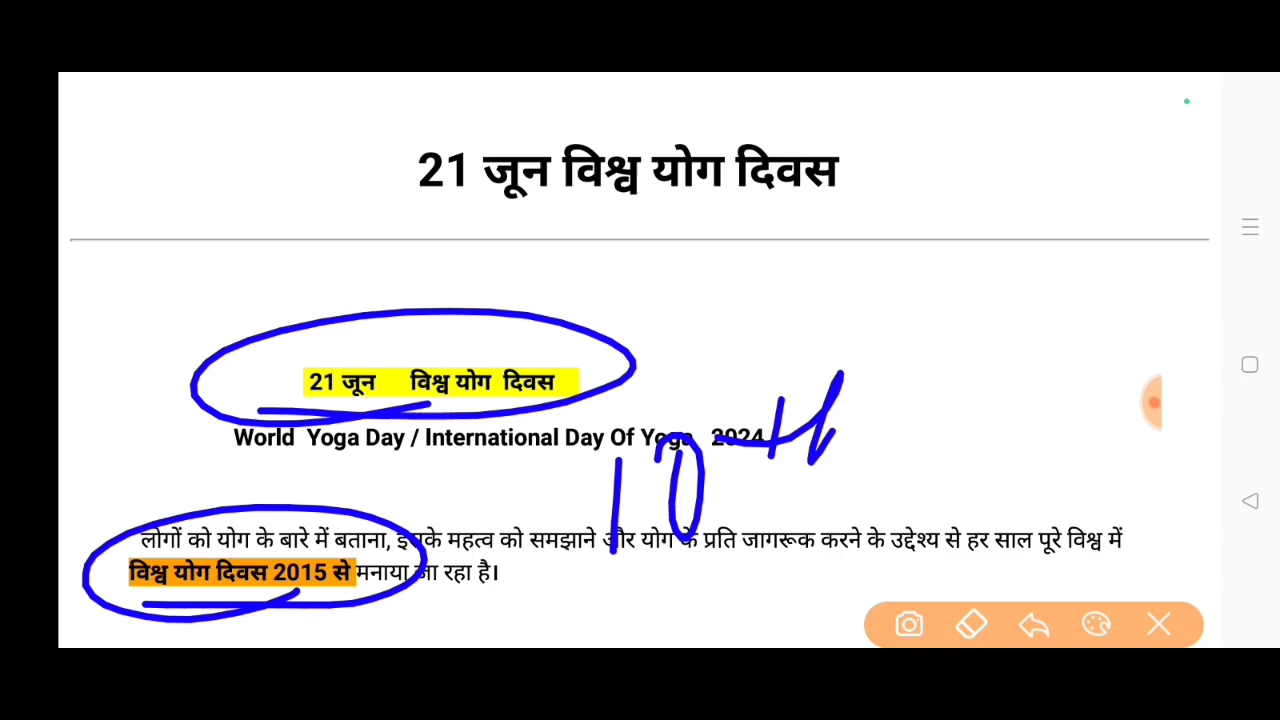 21 जून विश्व योग दिवस
21 जून विश्व योग दिवस
World Yoga Day / International Day Of Yoga 2024
10th
लोगों को योग के बारे में बताना, इसके महत्व को समझाने और योग के प्रति जागरूक करने के उद्देश्य से हर साल पूरे विश्व में
विश्व योग दिवस 2015 से मनाया जा रहा है।